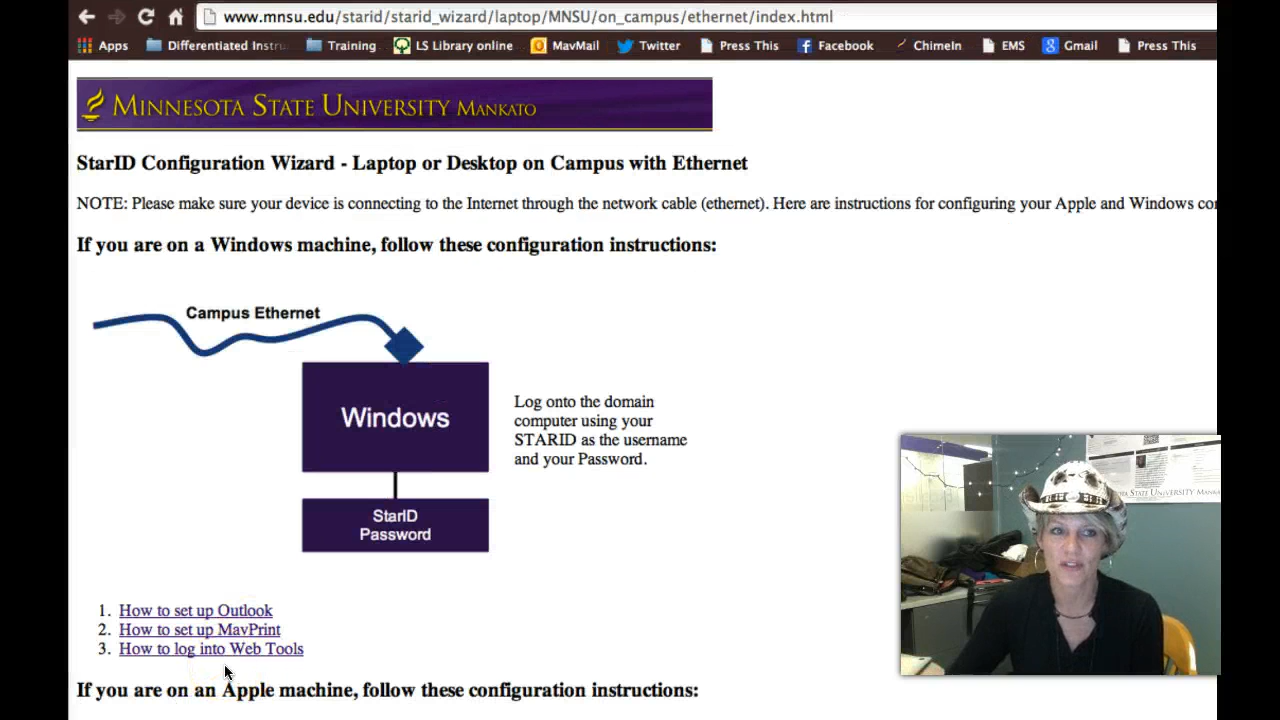 www.mnsu.edu/starid/starid_wizard/laptop/MNSU/on_campus/ethernet/index.html
Apps Differentiated Instru Training LS Library online MavMail Twitter Press This Facebook ChimeIn EMS Gmail Press This
MINNESOTA STATE UNIVERSITY MANKATO
StarID Configuration Wizard - Laptop or Desktop on Campus with Ethernet
NOTE: Please make sure your device is connecting to the Internet through the network cable (ethernet). Here are instructions for configuring your Apple and Windows co
If you are on a Windows machine, follow these configuration instructions:
Campus Ethernet
Windows
Log onto the domain
computer using your
STARID as the username
and your Password.
StarID
Password
MINNESOTA STATE UNIVERSITY MANKATO
1. How to set up Outlook
2. How to set up MavPrint
3. How to log into Web Tools
If you are on an Apple machine, follow these configuration instructions: